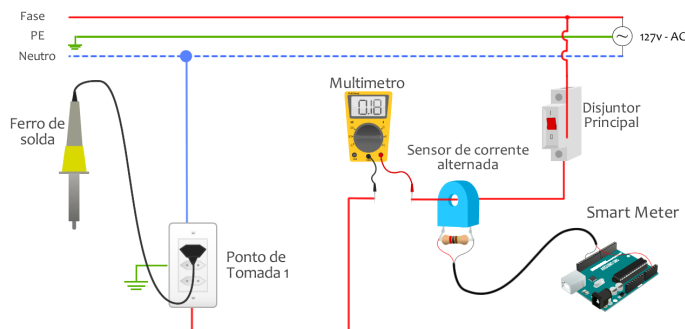 Fase
PE
Neutro
127v - AC
Multimetro
0.18
Disjuntor
Principal
I
0
Ferro de
solda
Sensor de corrente
alternada
Smart Meter
Ponto de
Tomada 1